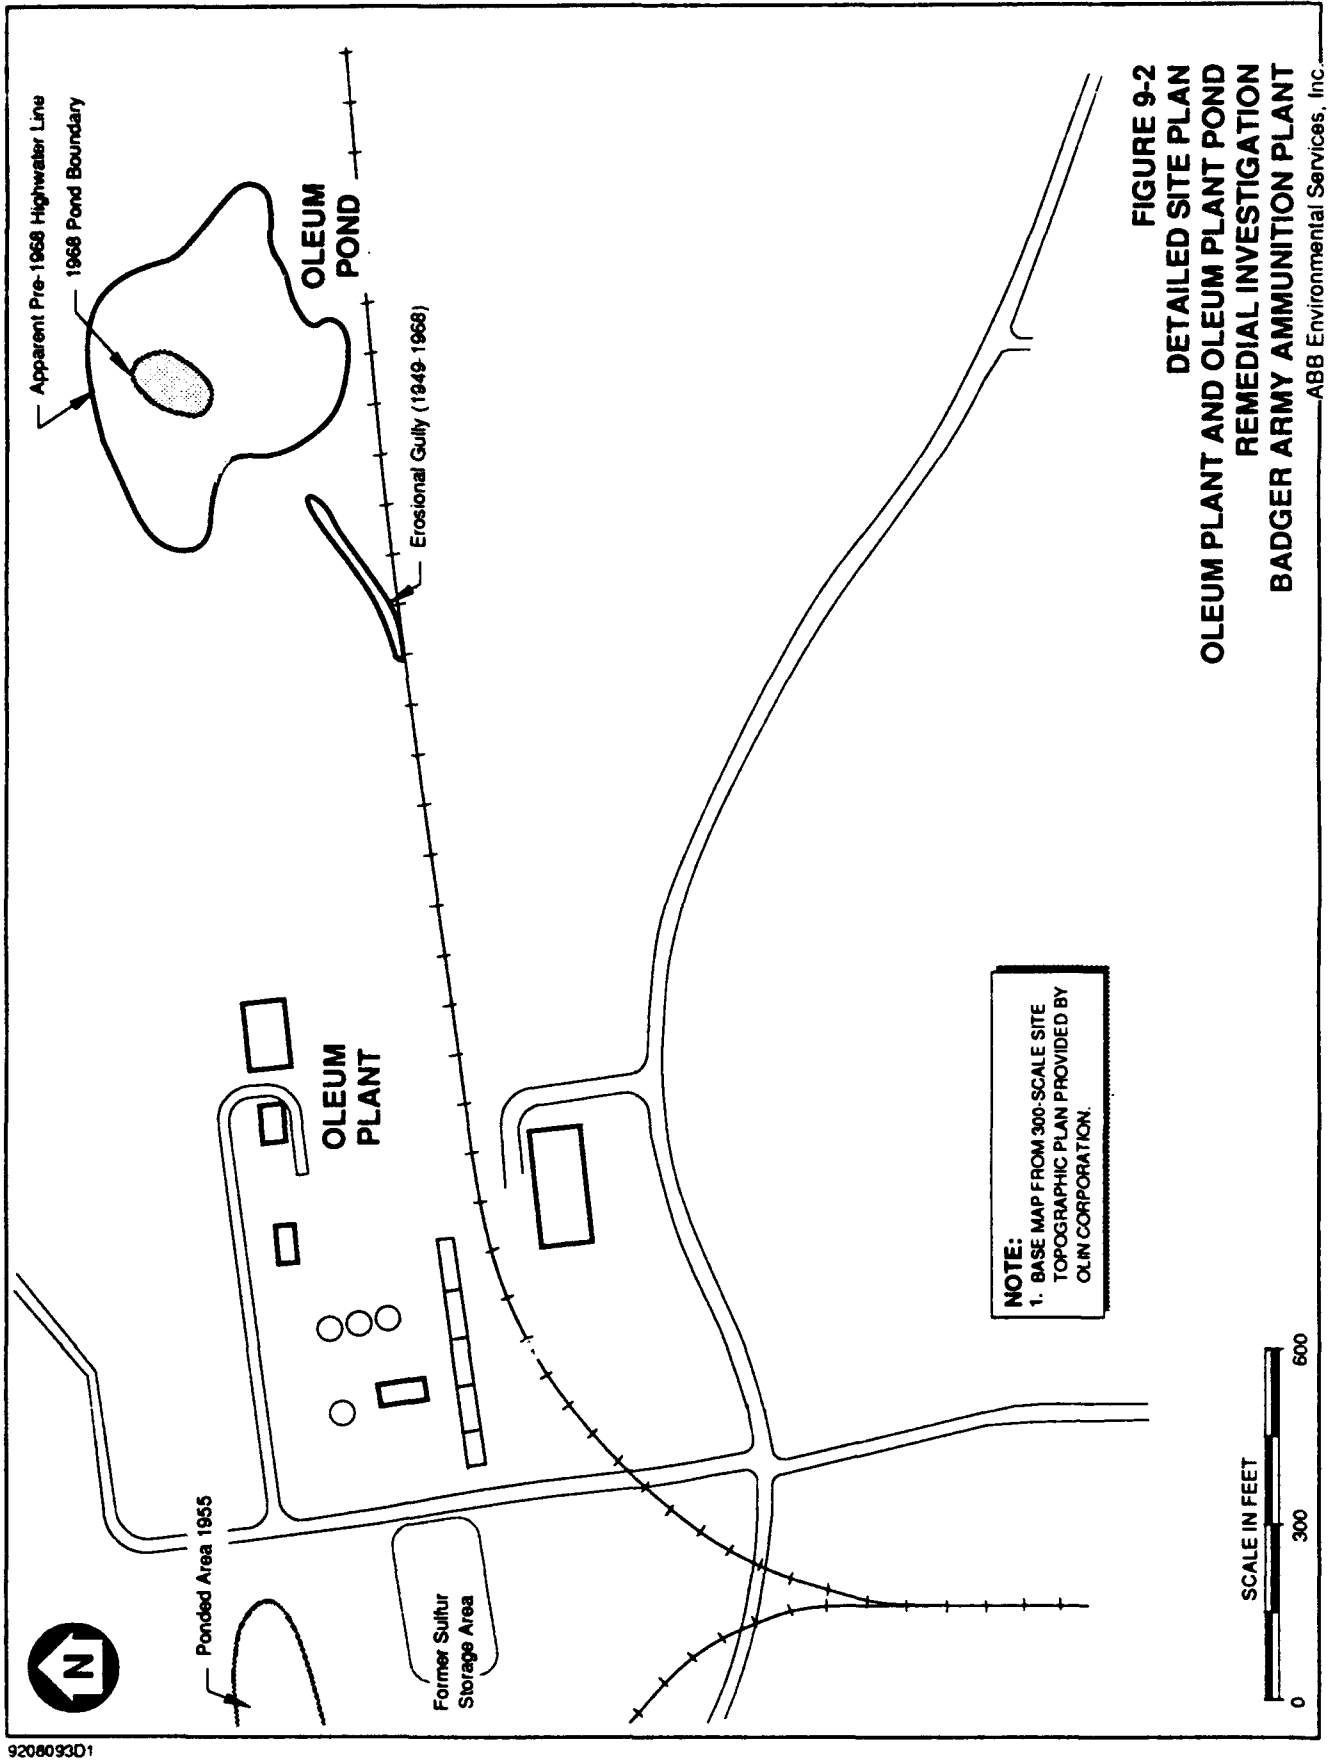 Apparent Pre-1968 Highwater Line
1968 Pond Boundary
OLEUM
POND
Erosional Gully (1949-1968)
OLEUM
PLANT
N
Ponded Area 1955
Former Sulfur
Storage Area
NOTE:
1. BASE MAP FROM 300-SCALE SITE
TOPOGRAPHIC PLAN PROVIDED BY
OLIN CORPORATION.
SCALE IN FEET
0 300 600
FIGURE 9-2
DETAILED SITE PLAN
OLEUM PLANT AND OLEUM PLANT POND
REMEDIAL INVESTIGATION
BADGER ARMY AMMUNITION PLANT
ABB Environmental Services, Inc.
9208093D1